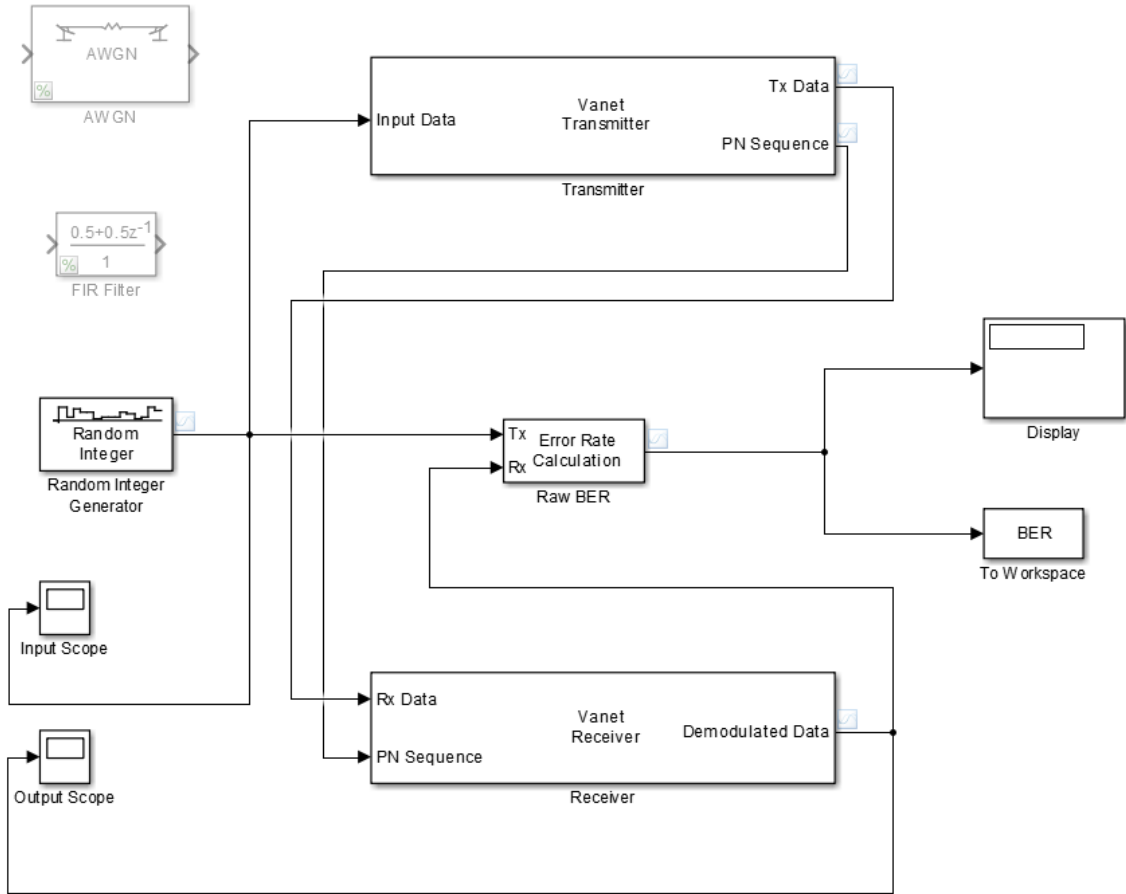 AWGN
%
AWGN
Input Data
Vanet
Transmitter
Tx Data
PN Sequence
Transmitter
0.5+0.5z-1
1
%
FIR Filter
Random
Integer
Random Integer
Generator
Tx
Rx
Error Rate
Calculation
Raw BER
Display
BER
To Workspace
Input Scope
Rx Data
PN Sequence
Vanet
Receiver
Demodulated Data
Receiver
Output Scope